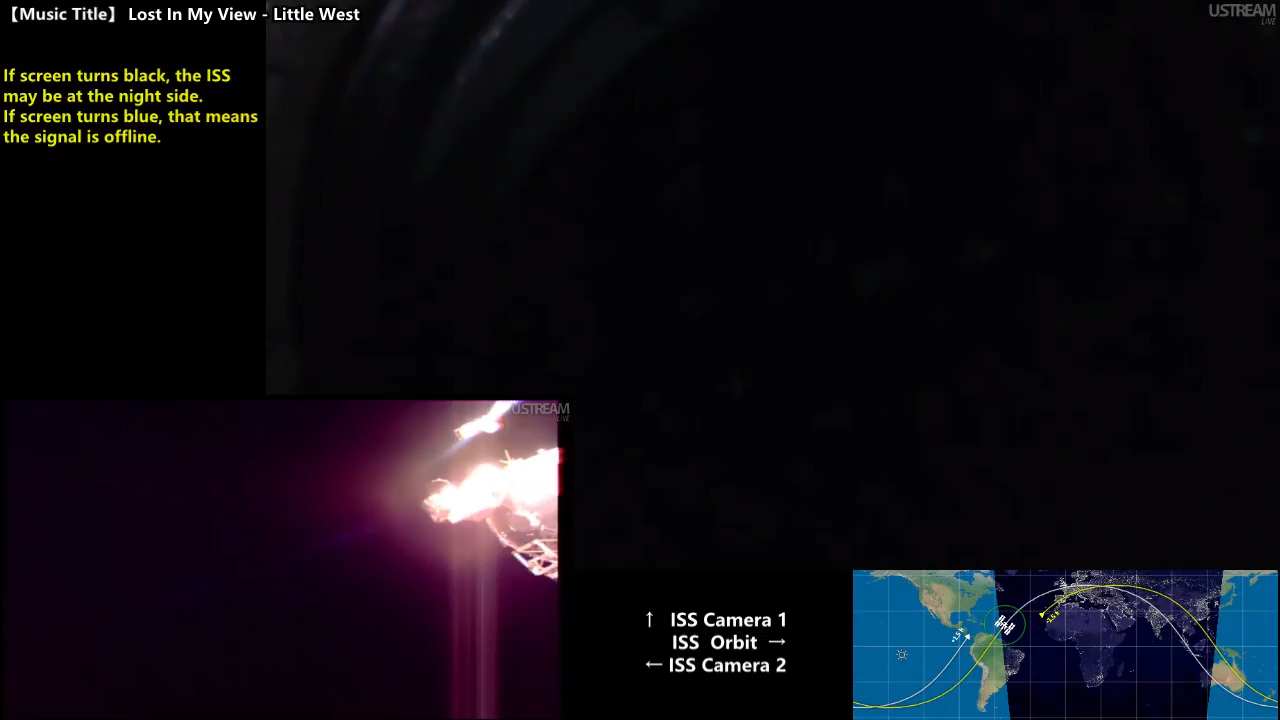 【Music Title】 Lost In My View - Little West
USTREAM
LIVE
If screen turns black, the ISS
may be at the night side.
If screen turns blue, that means
the signal is offline.
USTREAM
LIVE
↑ ISS Camera 1
ISS Orbit →
← ISS Camera 2